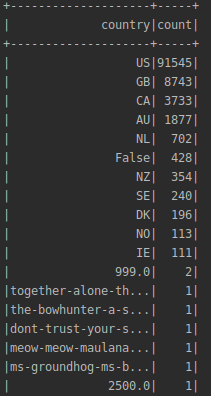 +--------------------+-----+
|             country|count|
+--------------------+-----+
|                  US|91545|
|                  GB| 8743|
|                  CA| 3733|
|                  AU| 1877|
|                  NL|  702|
|               False|  428|
|                  NZ|  354|
|                  SE|  240|
|                  DK|  196|
|                  NO|  113|
|                  IE|  111|
|               999.0|    2|
|together-alone-th...|    1|
|the-bowhunter-a-s...|    1|
|dont-trust-your-s...|    1|
|meow-meow-maulana...|    1|
|ms-groundhog-ms-b...|    1|
|              2500.0|    1|